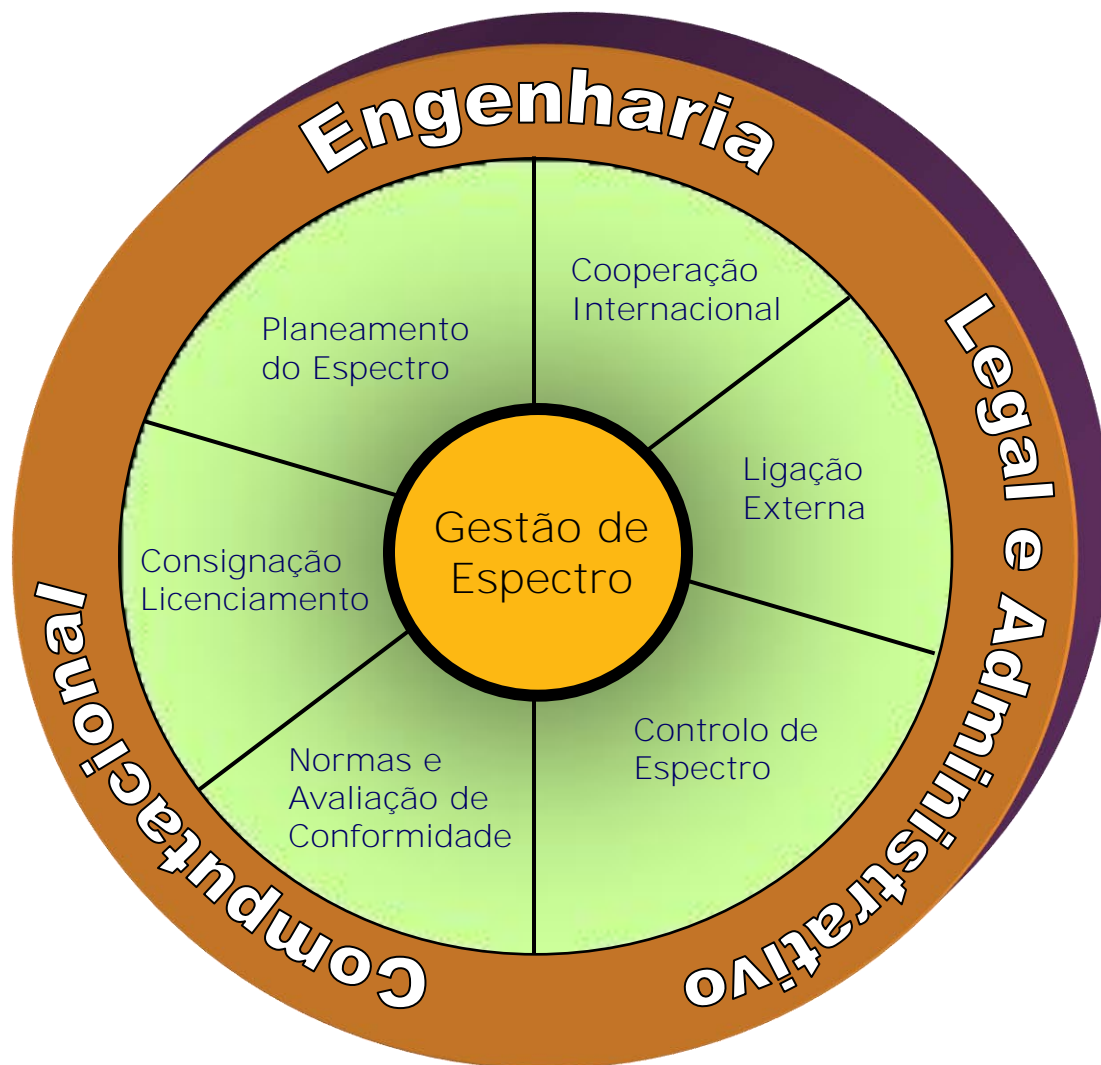 Engenharia
Cooperação
Internacional
Planeamento
do Espectro
Legal e Administrativo
Ligação
Externa
Gestão de
Espectro
Consignação
Licenciamento
Controlo de
Espectro
Normas e
Avaliação de
Conformidade
Computacional